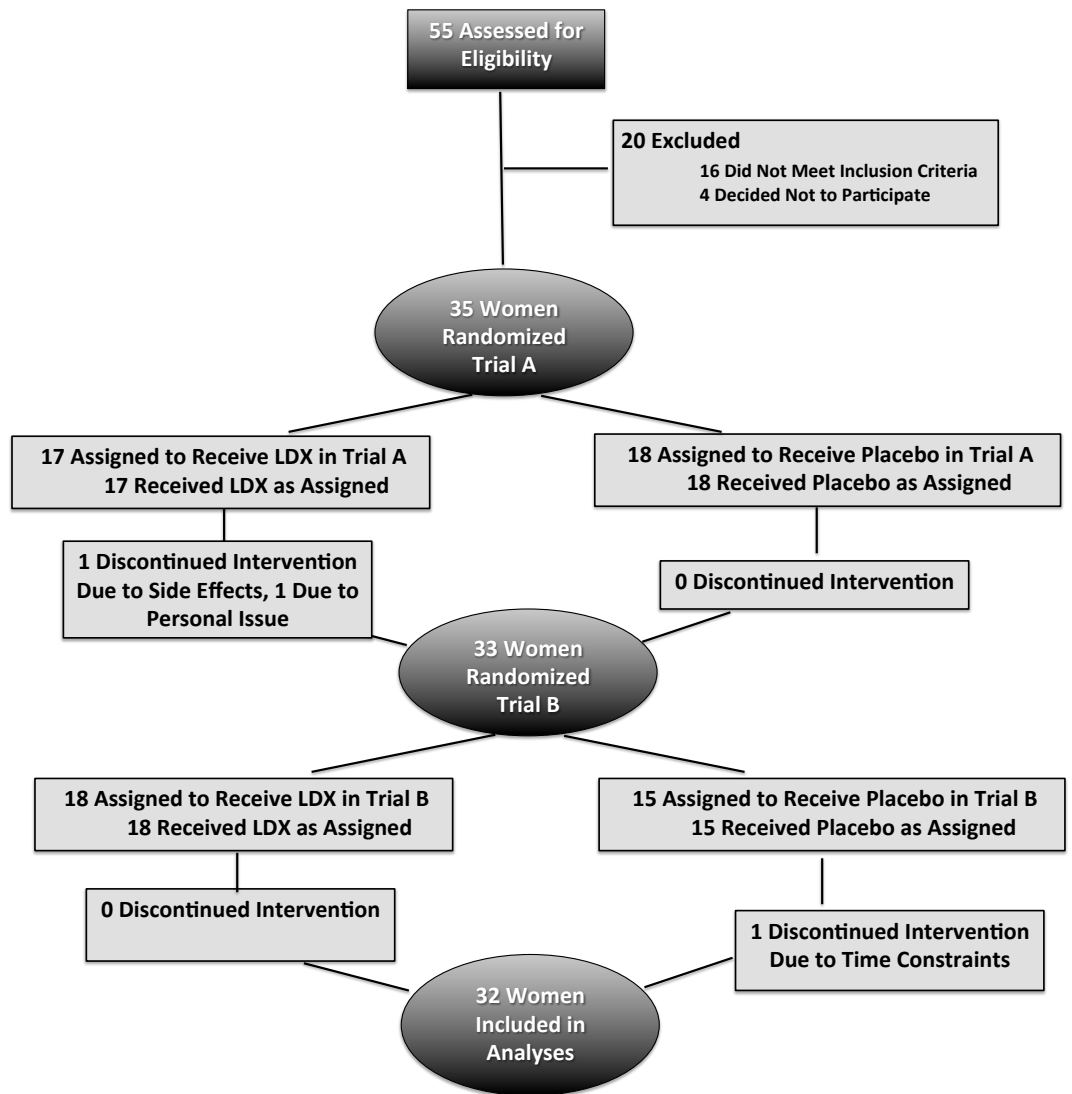 55 Assessed for
Eligibility
20 Excluded
16 Did Not Meet Inclusion Criteria
4 Decided Not to Participate
35 Women
Randomized
Trial A
17 Assigned to Receive LDX in Trial A
17 Received LDX as Assigned
18 Assigned to Receive Placebo in Trial A
18 Received Placebo as Assigned
1 Discontinued Intervention
Due to Side Effects, 1 Due to
Personal Issue
0 Discontinued Intervention
33 Women
Randomized
Trial B
18 Assigned to Receive LDX in Trial B
18 Received LDX as Assigned
15 Assigned to Receive Placebo in Trial B
15 Received Placebo as Assigned
0 Discontinued Intervention
1 Discontinued Intervention
Due to Time Constraints
32 Women
Included in
Analyses